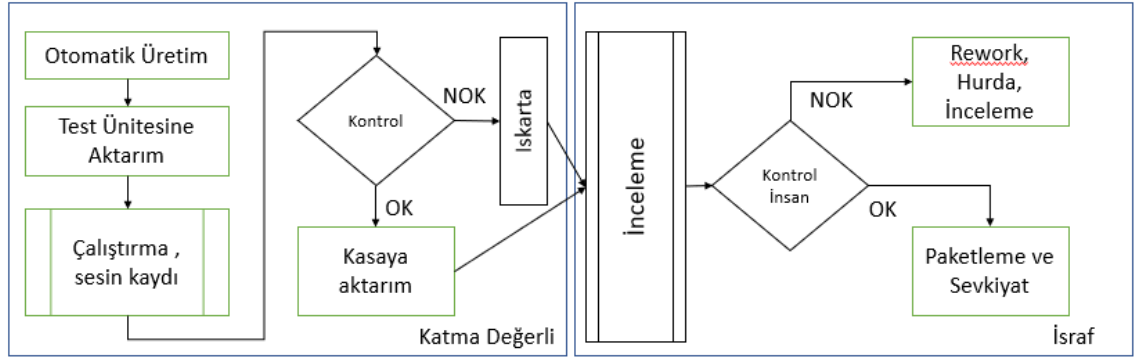 Otomatik Üretim
Test Ünitesine
Aktarım
Çalıştırma ,
sesin kaydı
Kontrol
NOK
Iskarta
OK
Kasaya
aktarım
Katma Değerli
İnceleme
Kontrol
İnsan
NOK
Rework,
Hurda,
İnceleme
OK
Paketleme ve
Sevkiyat
İsraf